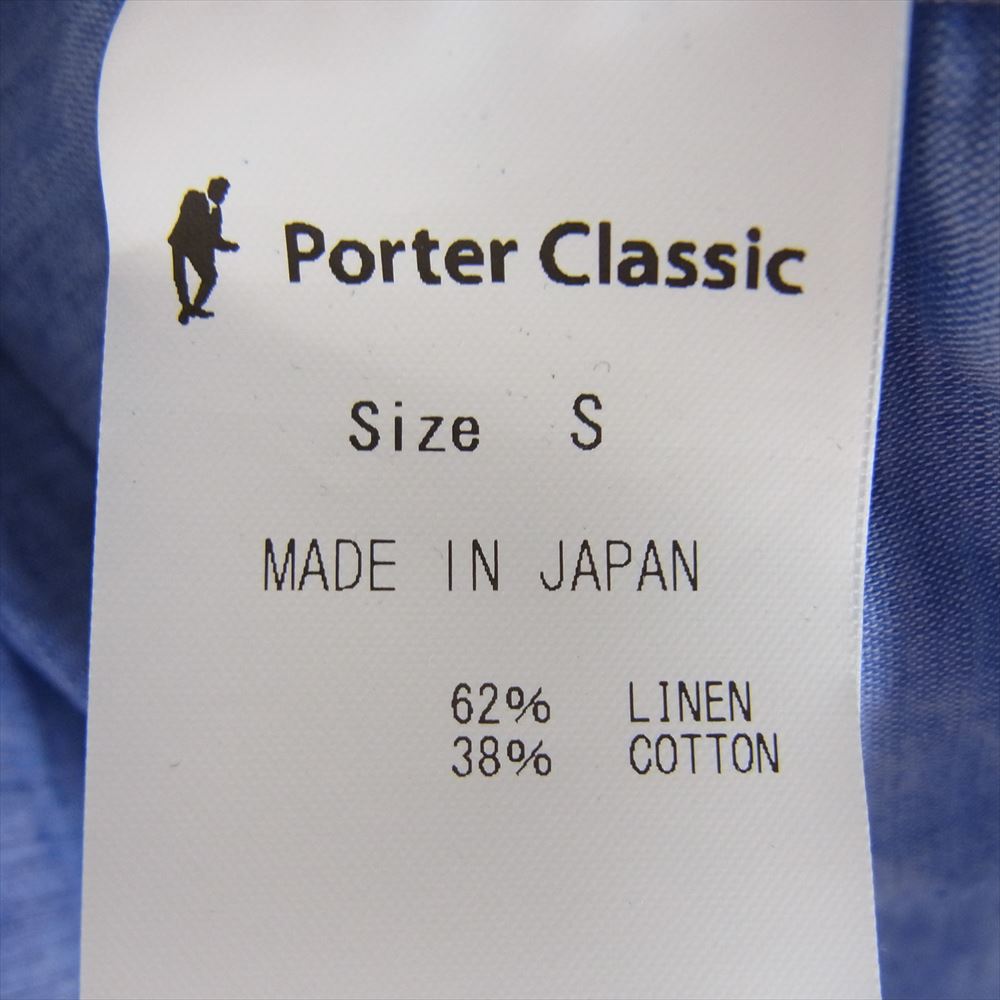 Porter Classic
Size S
MADE IN JAPAN
62% LINEN
38% COTTON